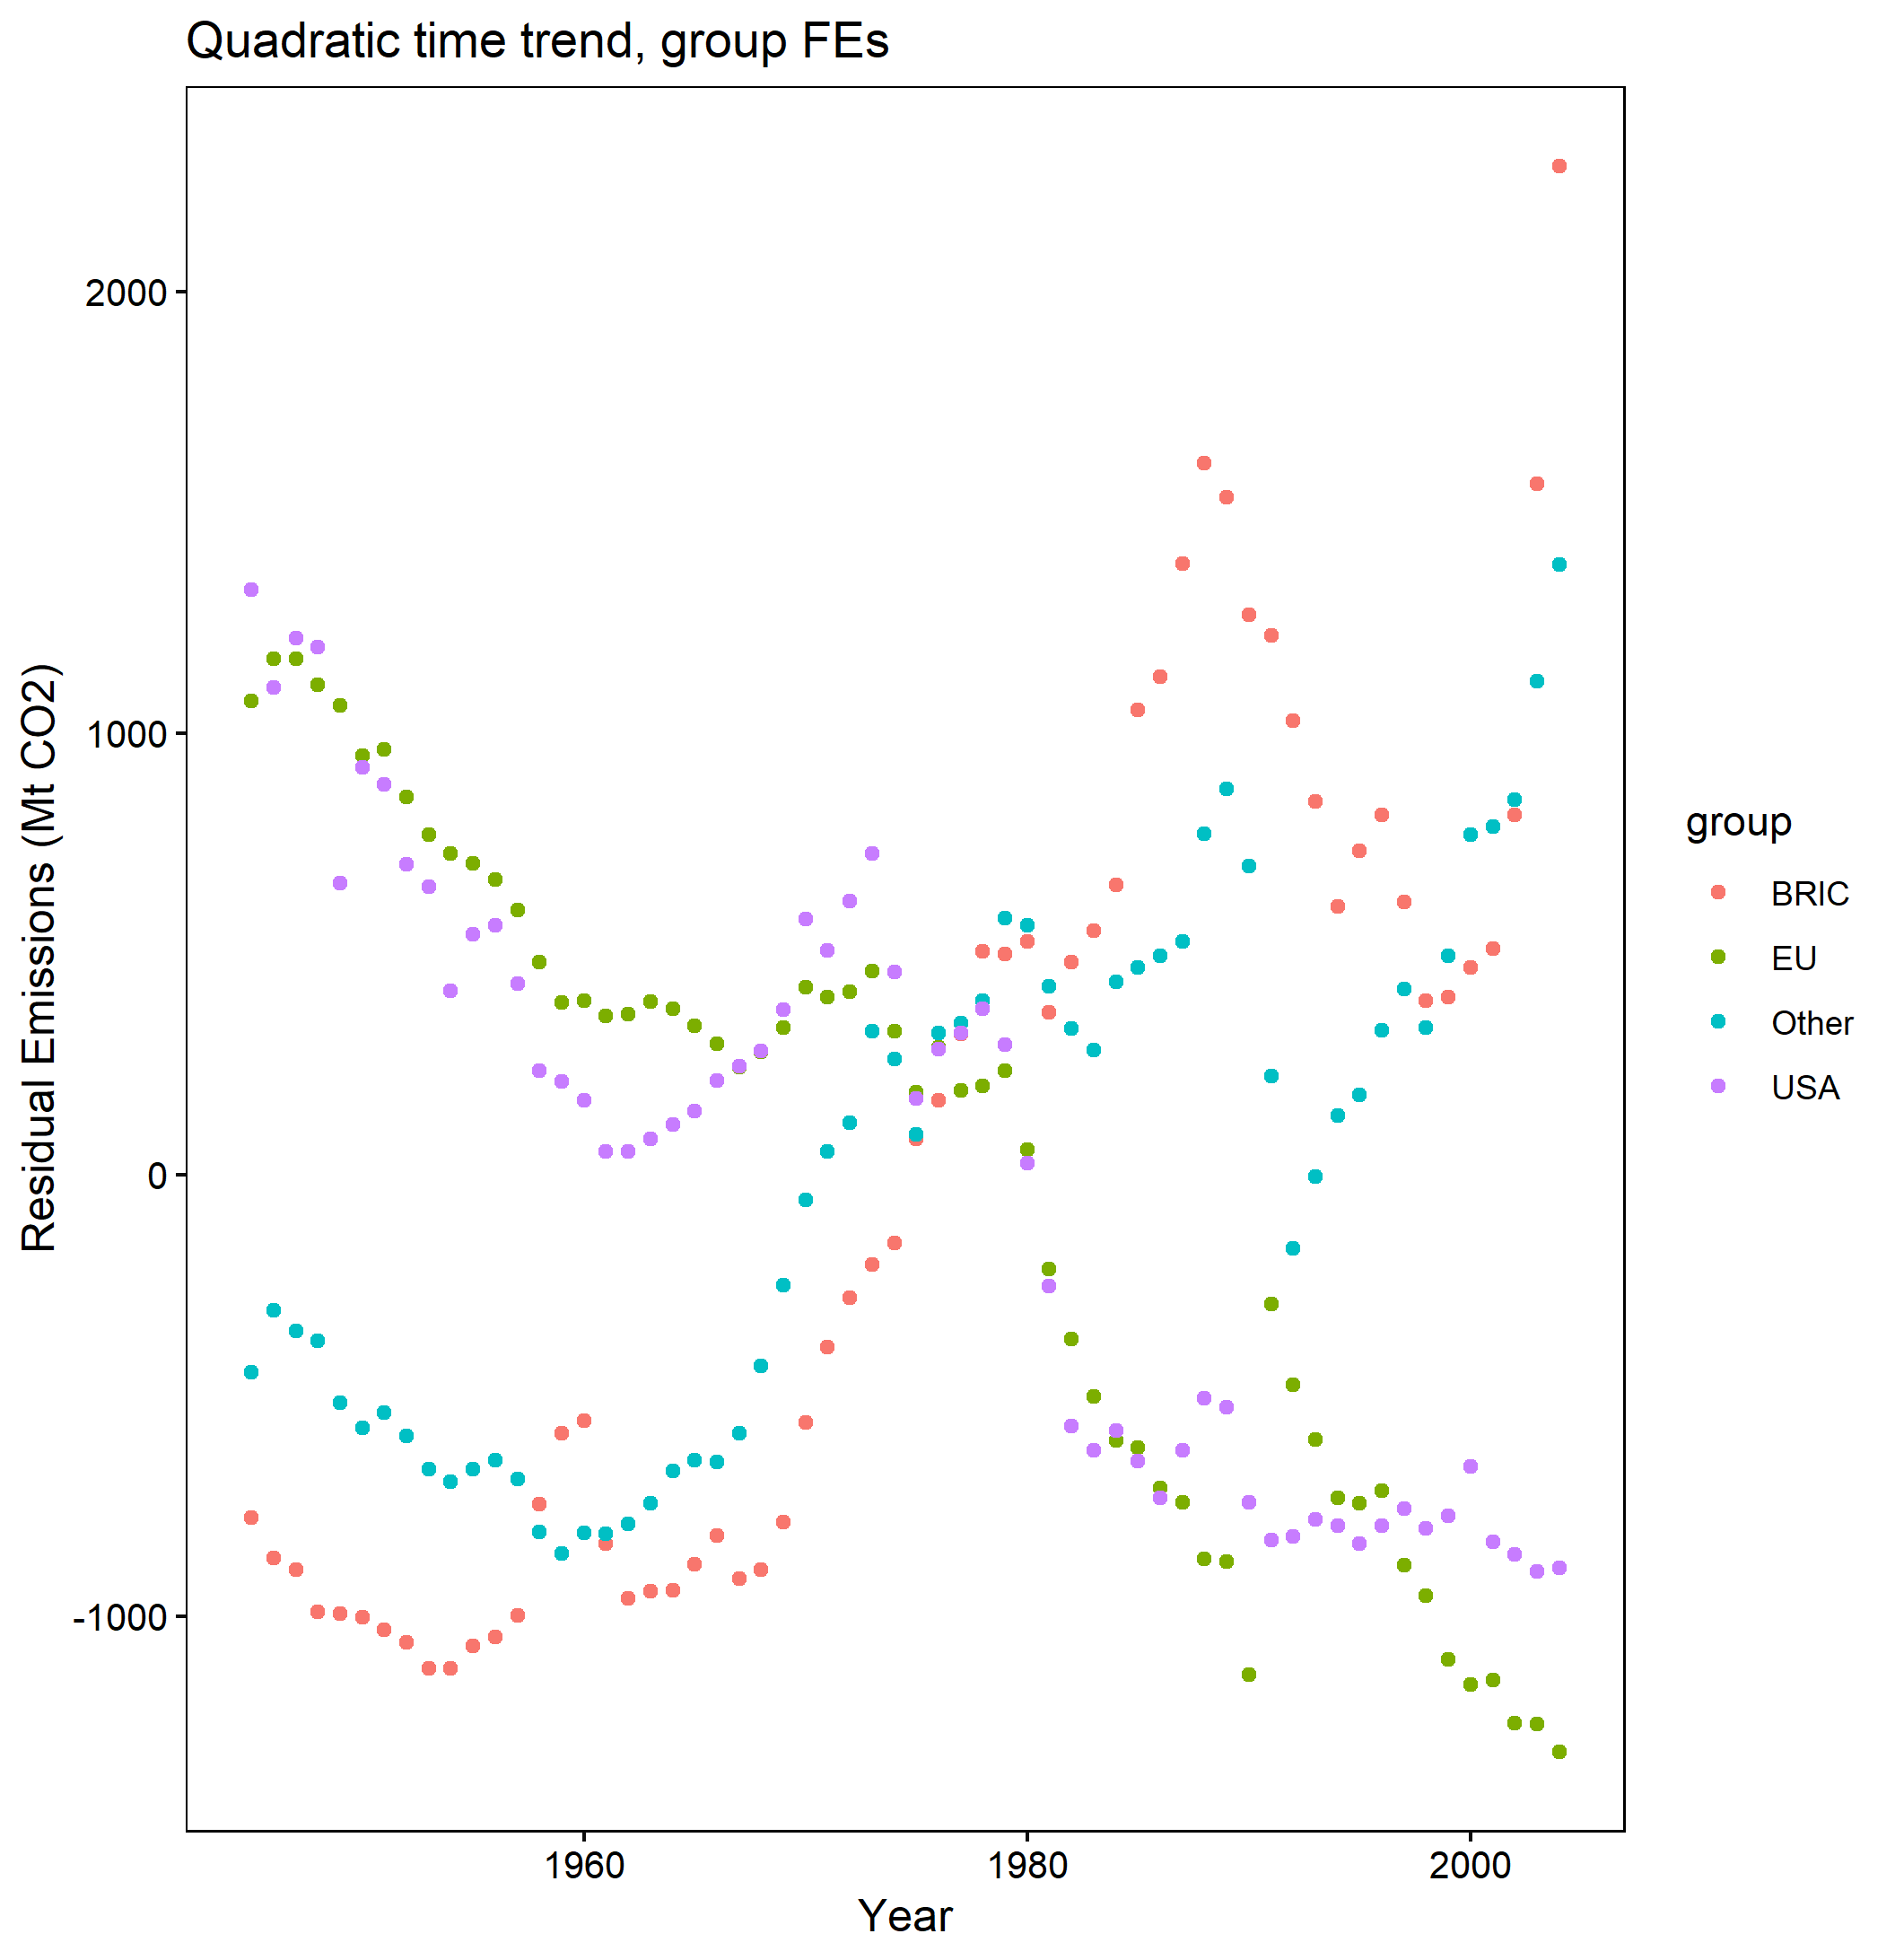 Quadratic time trend, group FEs
Residual Emissions (Mt CO2)
2000
1000
0
-1000
1960
1980
2000
Year
group
BRIC
EU
Other
USA